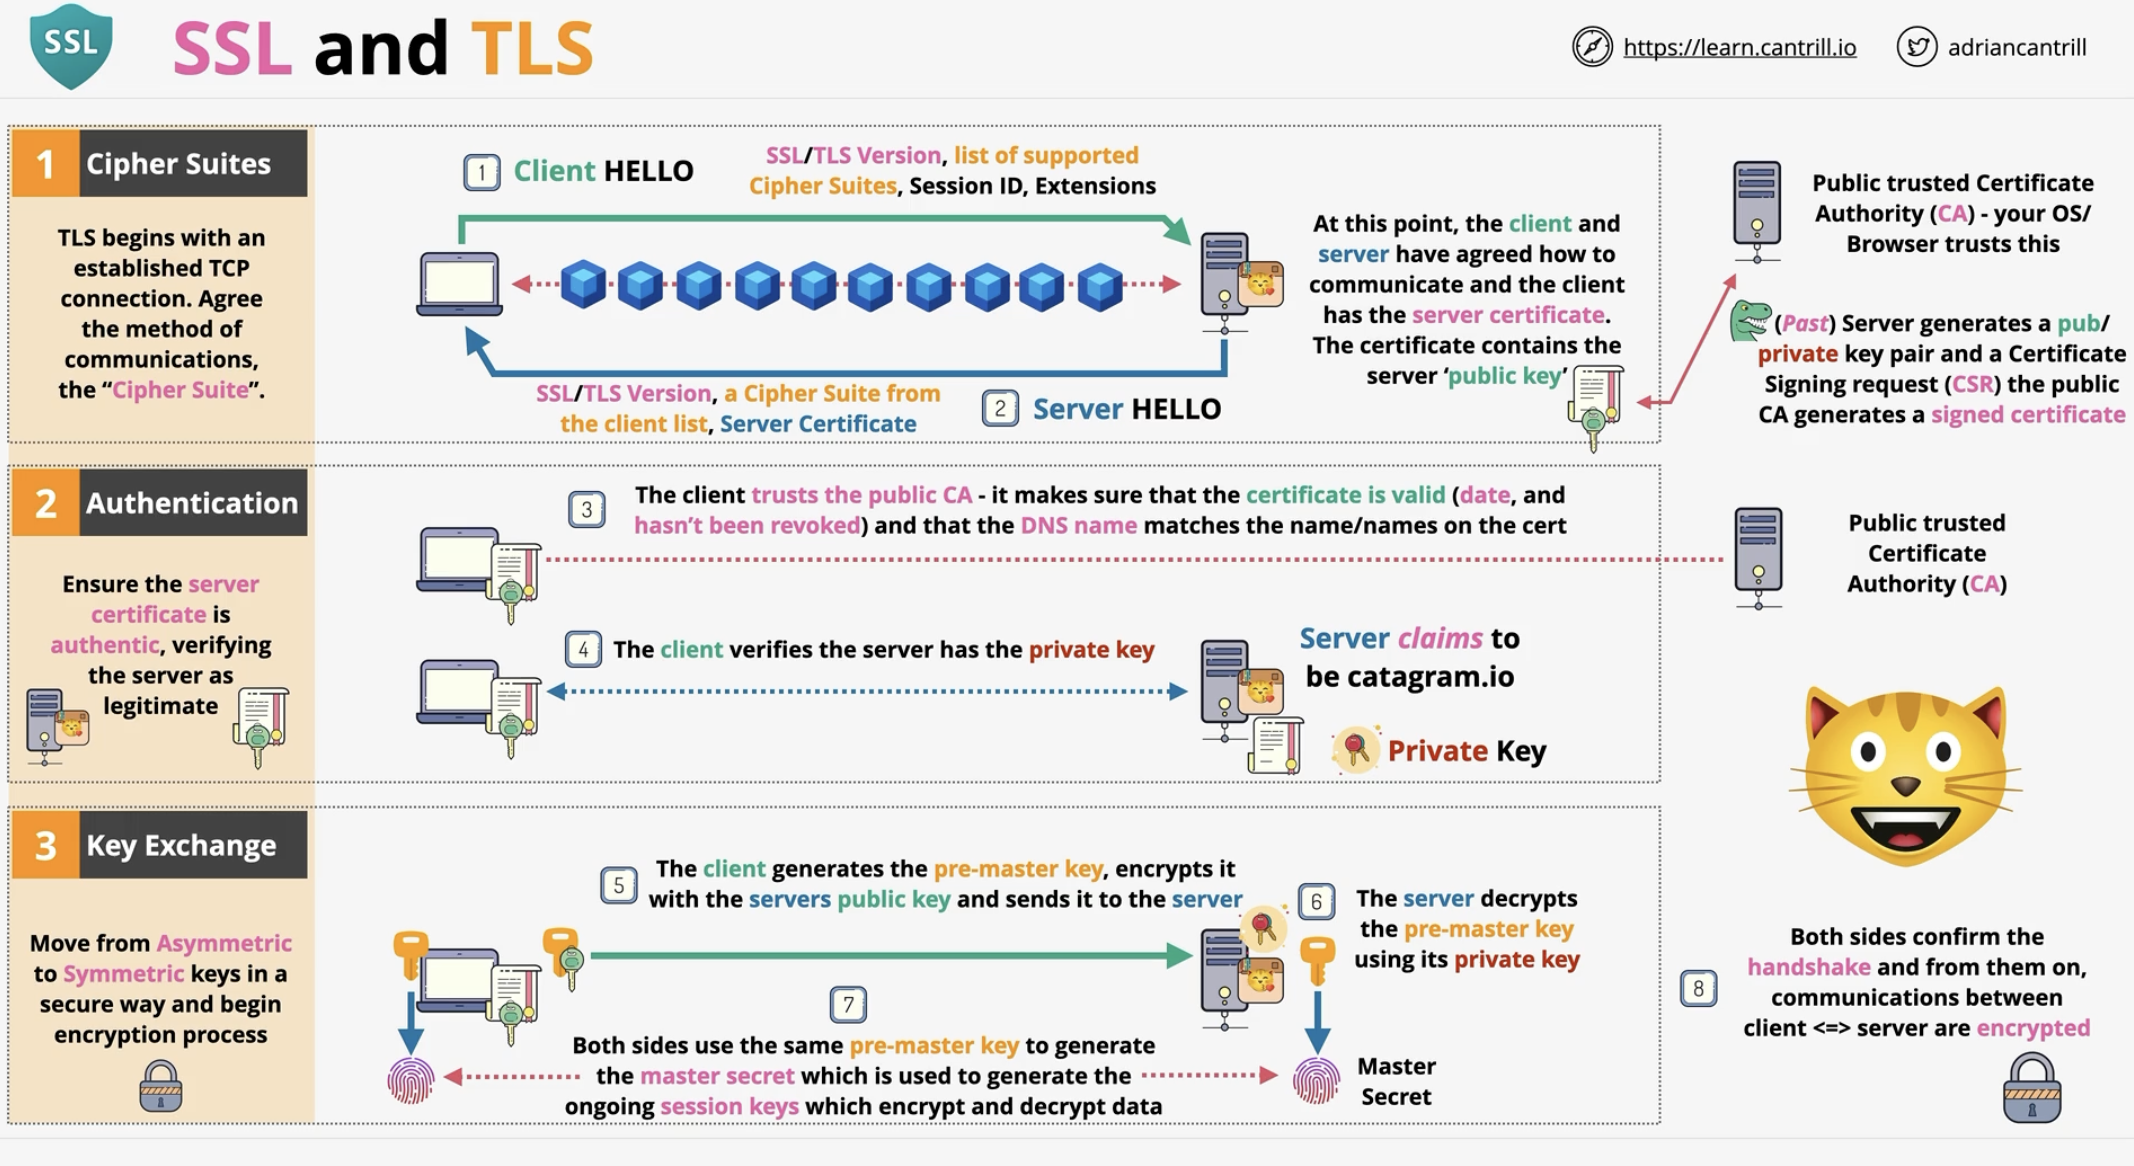 SSL
SSL and TLS
https://learn.cantrill.io
adriancantrill
1
Cipher Suites
TLS begins with an
established TCP
connection. Agree
the method of
communications,
the “Cipher Suite”.
1
Client HELLO
SSL/TLS Version, list of supported
Cipher Suites, Session ID, Extensions
SSL/TLS Version, a Cipher Suite from
the client list, Server Certificate
2
Server HELLO
At this point, the client and
server have agreed how to
communicate and the client
has the server certificate.
The certificate contains the
server ‘public key’
Public trusted Certificate
Authority (CA) - your OS/
Browser trusts this
(Past) Server generates a pub/
private key pair and a Certificate
Signing request (CSR) the public
CA generates a signed certificate
2
Authentication
Ensure the server
certificate is
authentic, verifying
the server as
legitimate
3
The client trusts the public CA - it makes sure that the certificate is valid (date, and
hasn’t been revoked) and that the DNS name matches the name/names on the cert
Public trusted
Certificate
Authority (CA)
4
The client verifies the server has the private key
Server claims to
be catagram.io
Private Key
3
Key Exchange
Move from Asymmetric
to Symmetric keys in a
secure way and begin
encryption process
5
The client generates the pre-master key, encrypts it
with the servers public key and sends it to the server
6
The server decrypts
the pre-master key
using its private key
7
Both sides use the same pre-master key to generate
the master secret which is used to generate the
ongoing session keys which encrypt and decrypt data
Master
Secret
8
Both sides confirm the
handshake and from them on,
communications between
client <=> server are encrypted